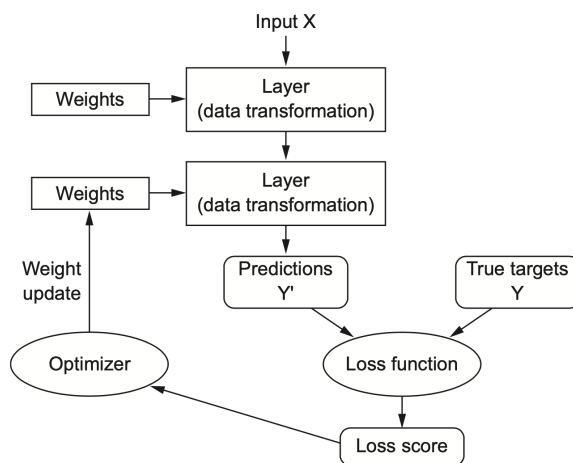 Input X
Layer
(data transformation)
Weights
Layer
(data transformation)
Weights
Weight
update
Predictions
Y'
True targets
Y
Optimizer
Loss function
Loss score